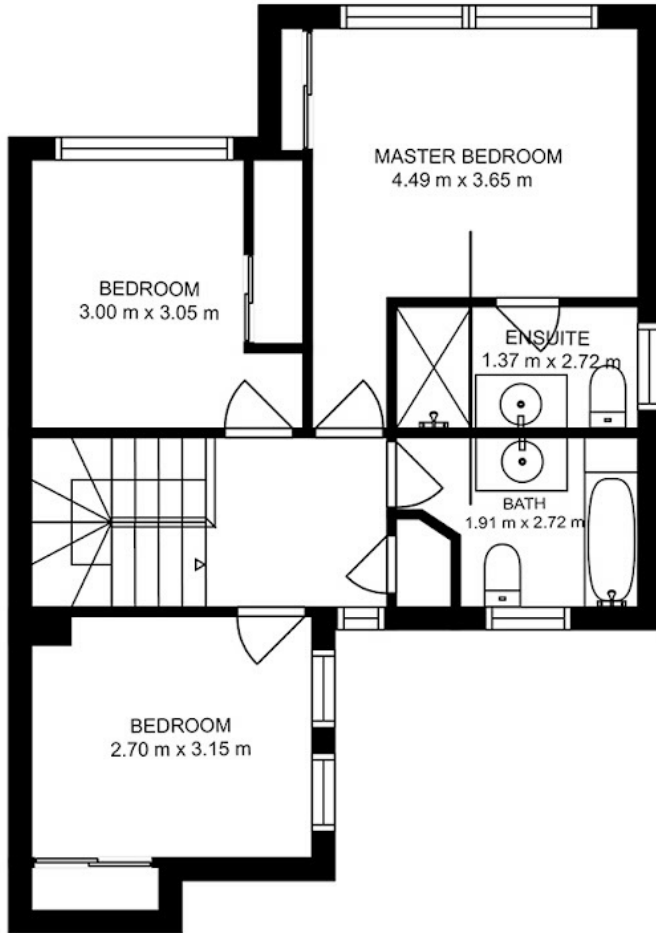 MASTER BEDROOM
4.49 m x 3.65 m
BEDROOM
3.00 m x 3.05 m
ENSUITE
1.37 m x 2.72 m
BATH
1.91 m x 2.72 m
BEDROOM
2.70 m x 3.15 m